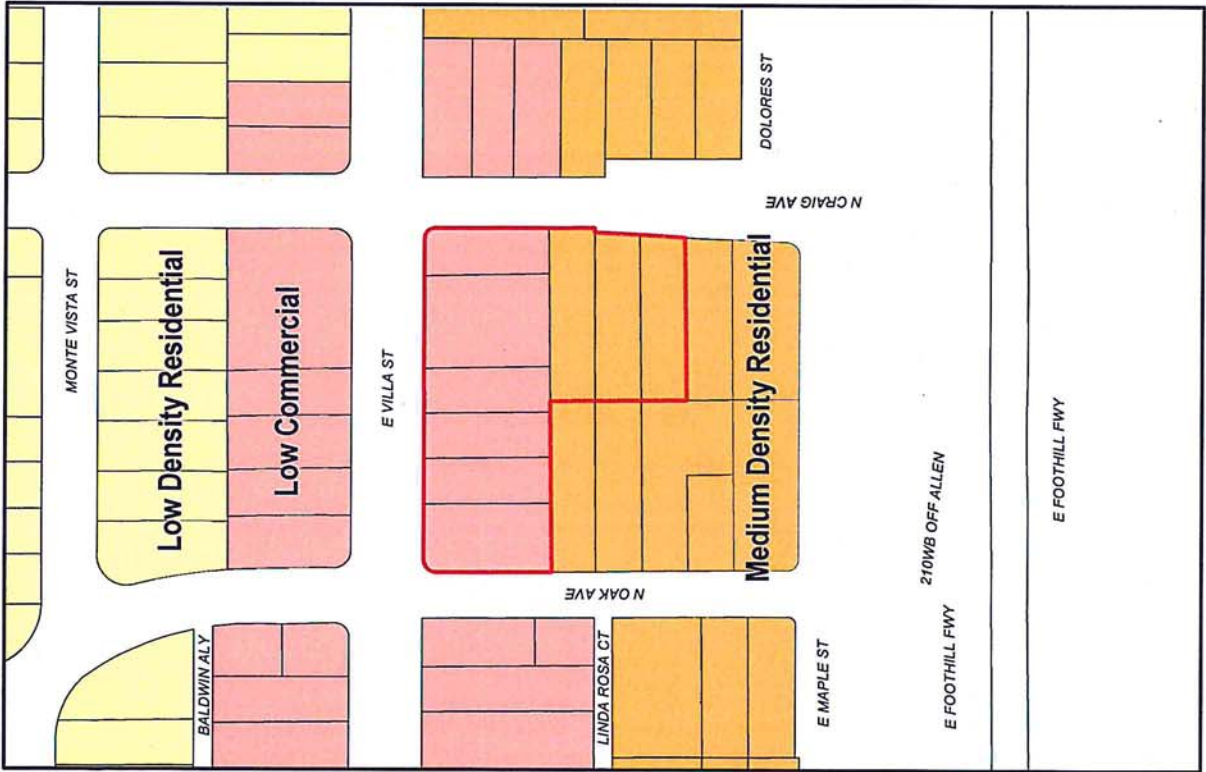 MONTE VISTA ST
Low Density Residential
Low Commercial
BALDWIN ALY
E VILLA ST
DOLORES ST
N CRAIG AVE
Medium Density Residential
N OAK AVE
LINDA ROSA CT
E MAPLE ST
210WB OFF ALLEN
E FOOTHILL FWY
E FOOTHILL FWY